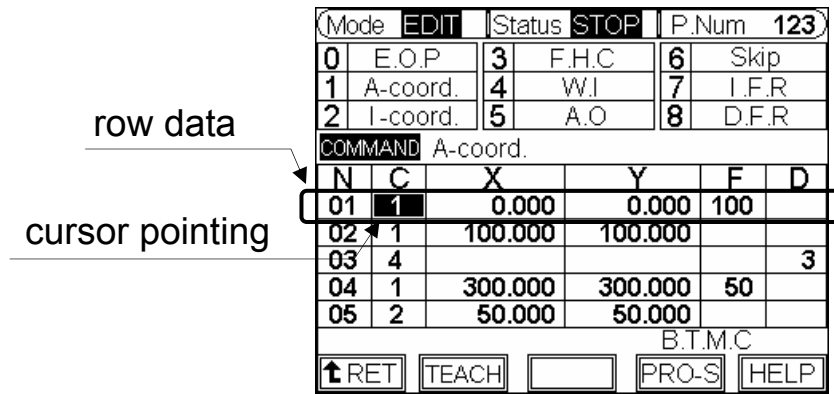 Mode EDIT Status STOP P.Num 123
0 E.O.P 3 F.H.C 6 Skip
1 A-coord. 4 W.I 7 I.F.R
2 I-coord. 5 A.O 8 D.F.R
row data
COMMAND A-coord.
N C X Y F D
01 1 0.000 0.000 100
cursor pointing
02 1 100.000 100.000
03 4 3
04 1 300.000 300.000 50
05 2 50.000 50.000
B.T.M.C
RET TEACH PRO-S HELP